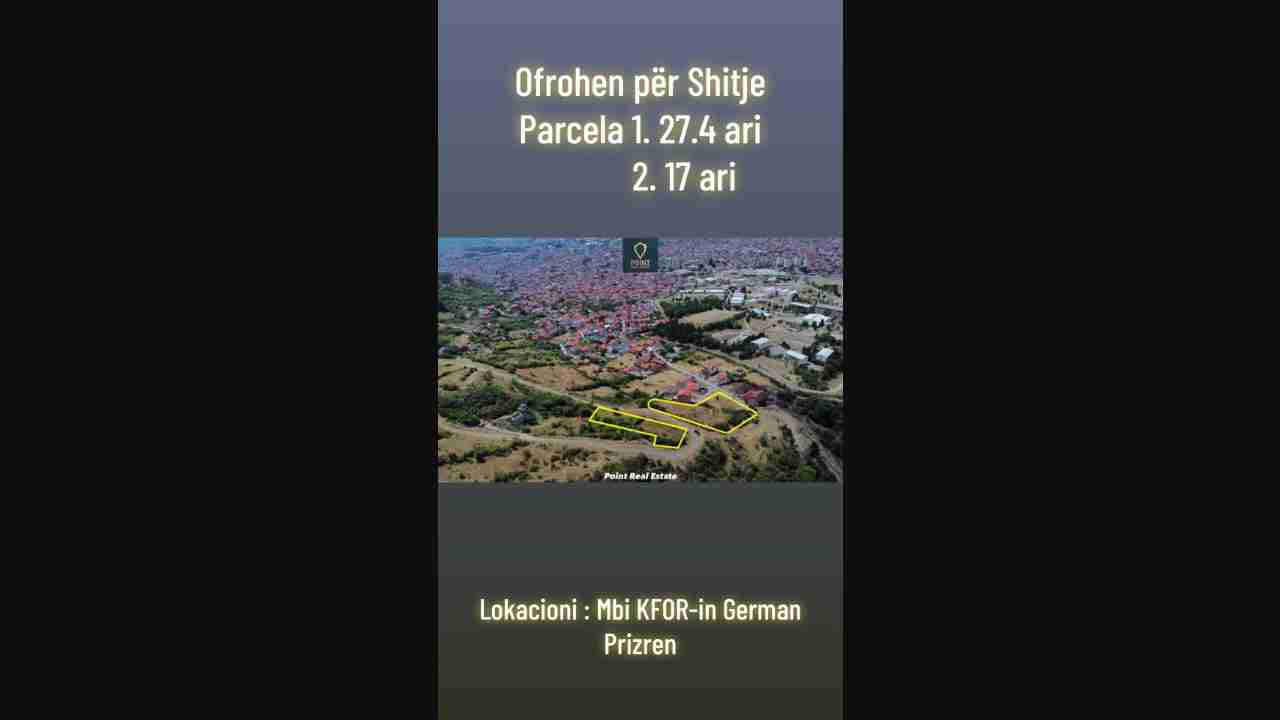 Ofrohen për Shitje
Parcela 1. 27.4 ari
2. 17 ari
POINT
Point Real Estate
Lokacioni : Mbi KFOR-in German
Prizren